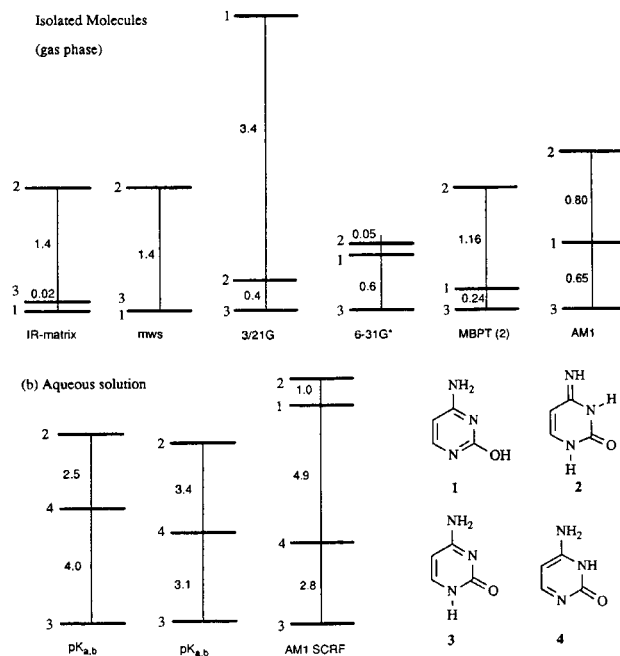 Isolated Molecules
(gas phase)
1
3.4
2
0.4
3
3/21G
2
1.4
3
0.02
1
IR-matrix
2
1.4
3
1
mws
0.05
2
1
0.6
3
6-31G*
2
1.16
1
0.24
3
MBPT (2)
2
0.80
1
0.65
3
AM1
(b) Aqueous solution
2
2.5
4
4.0
3
pKa,b
2
3.4
4
3.1
3
pKa,b
2
1.0
1
4.9
4
2.8
3
AM1 SCRF
NH2
N
N
OH
1
NH
N
H
N
O
H
2
NH2
N
N
O
H
3
NH2
NH
N
O
4